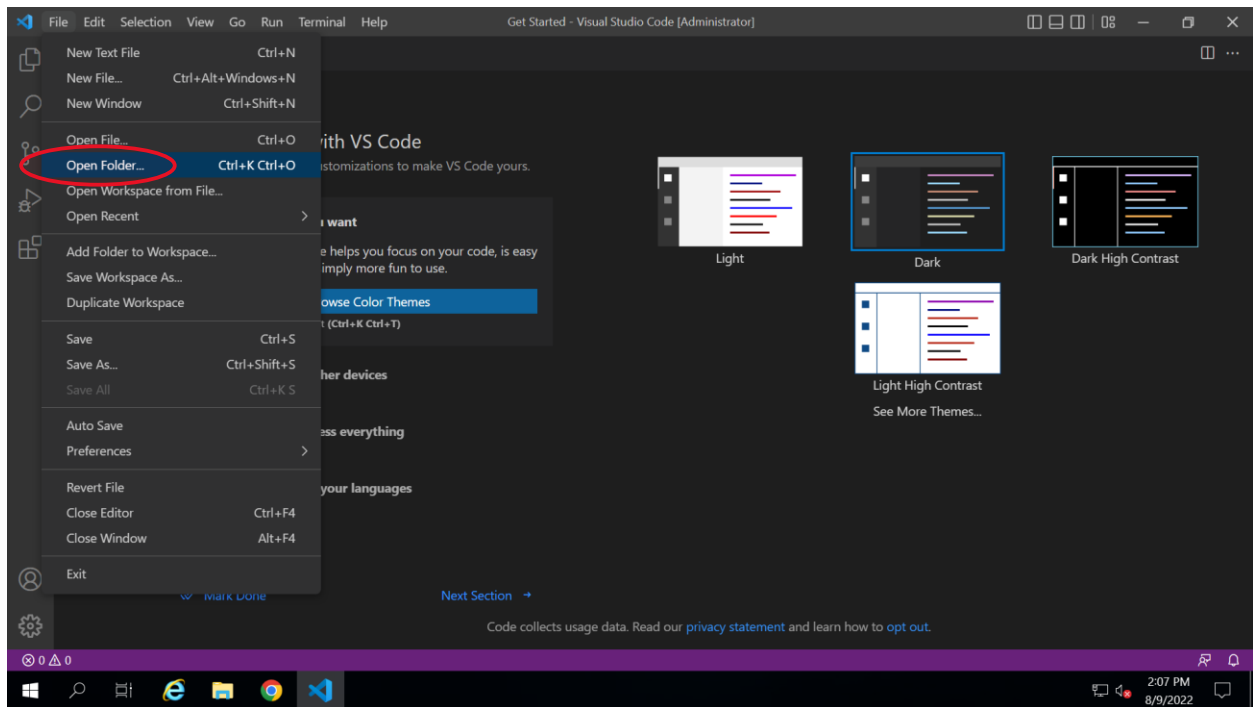 File Edit Selection View Go Run Terminal Help Get Started - Visual Studio Code [Administrator]
New Text File Ctrl+N
New File... Ctrl+Alt+Windows+N
New Window Ctrl+Shift+N
Open File... Ctrl+O
Open Folder... Ctrl+K Ctrl+O
Open Workspace from File...
Open Recent
Add Folder to Workspace...
Save Workspace As...
Duplicate Workspace
Save Ctrl+S
Save As... Ctrl+Shift+S
Save All Ctrl+K S
Auto Save
Preferences
Revert File
Close Editor Ctrl+F4
Close Window Alt+F4
Exit
with VS Code
stomizations to make VS Code yours.
want
e helps you focus on your code, is easy
imply more fun to use.
owse Color Themes
(Ctrl+K Ctrl+T)
her devices
ess everything
your languages
Light
Dark
Dark High Contrast
Light High Contrast
See More Themes...
Mark Done Next Section →
Code collects usage data. Read our privacy statement and learn how to opt out.
0 0
2:07 PM
8/9/2022